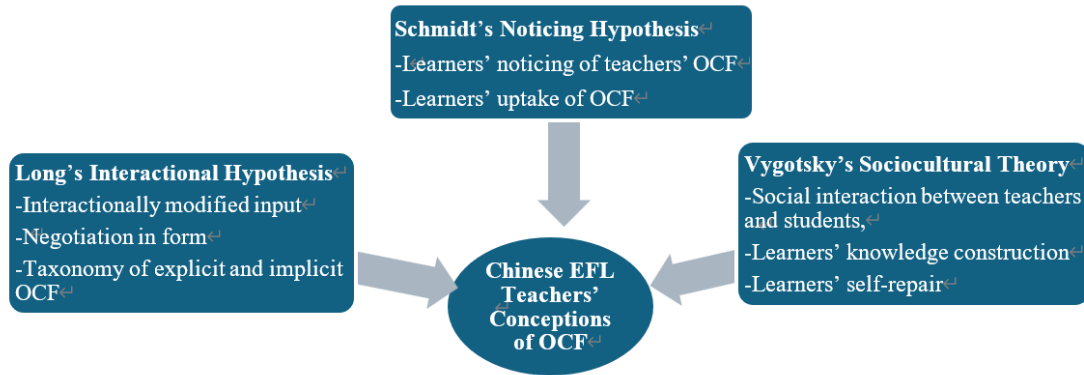 Schmidt's Noticing Hypothesis
-Learners' noticing of teachers' OCF
-Learners' uptake of OCF
Long's Interactional Hypothesis
-Interactionally modified input
-Negotiation in form
-Taxonomy of explicit and implicit
OCF
Vygotsky's Sociocultural Theory
-Social interaction between teachers
and students,
-Learners' knowledge construction
-Learners' self-repair
Chinese EFL
Teachers'
Conceptions
of OCF